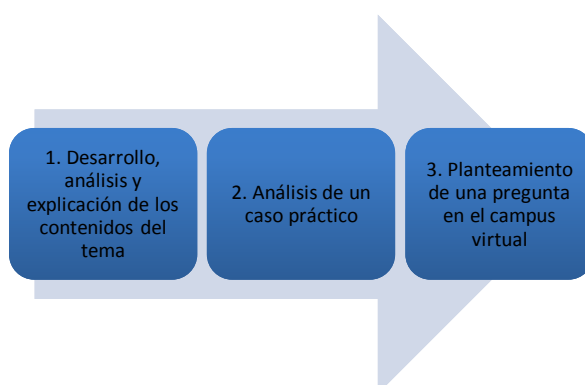 1. Desarrollo,
análisis y
explicación de los
contenidos del
tema
2. Análisis de un
caso práctico
3. Planteamiento
de una pregunta
en el campus
virtual